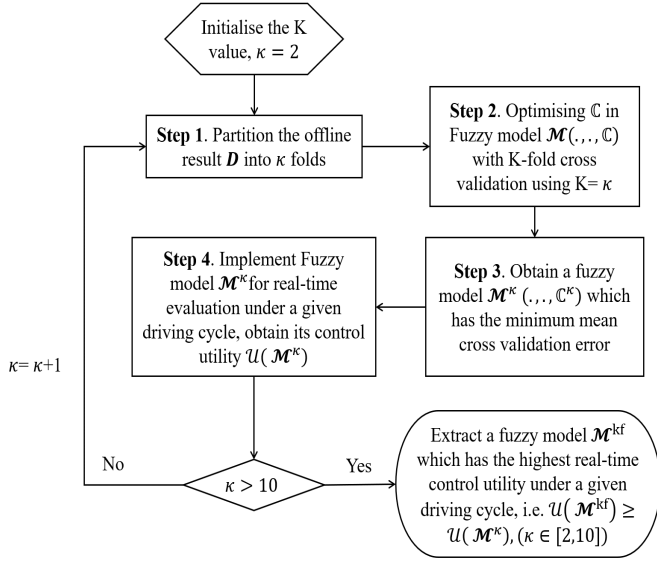 Initialise the K
value, κ = 2
Step 1. Partition the offline
result D into κ folds
Step 2. Optimising ℂ in
Fuzzy model ℳ(.,., ℂ)
with K-fold cross
validation using K= κ
Step 3. Obtain a fuzzy
model ℳ^κ (.,., ℂ^κ) which
has the minimum mean
cross validation error
Step 4. Implement Fuzzy
model ℳ^κ for real-time
evaluation under a given
driving cycle, obtain its control
utility 𝒰( ℳ^κ)
κ= κ+1
No
κ > 10
Yes
Extract a fuzzy model ℳ^kf
which has the highest real-time
control utility under a given
driving cycle, i.e. 𝒰( ℳ^kf) ≥
𝒰( ℳ^κ), (κ ∈ [2,10])